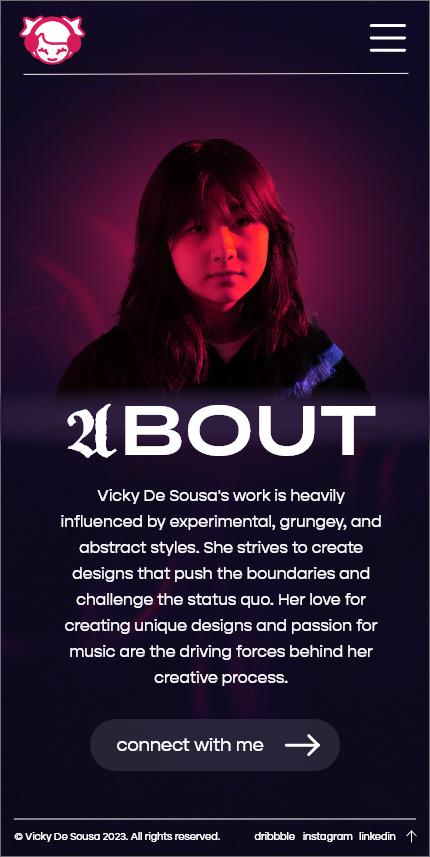 ABOUT
Vicky De Sousa's work is heavily
influenced by experimental, grungey, and
abstract styles. She strives to create
designs that push the boundaries and
challenge the status quo. Her love for
creating unique designs and passion for
music are the driving forces behind her
creative process.
connect with me
© Vicky De Sousa 2023. All rights reserved. dribbble instagram linkedin